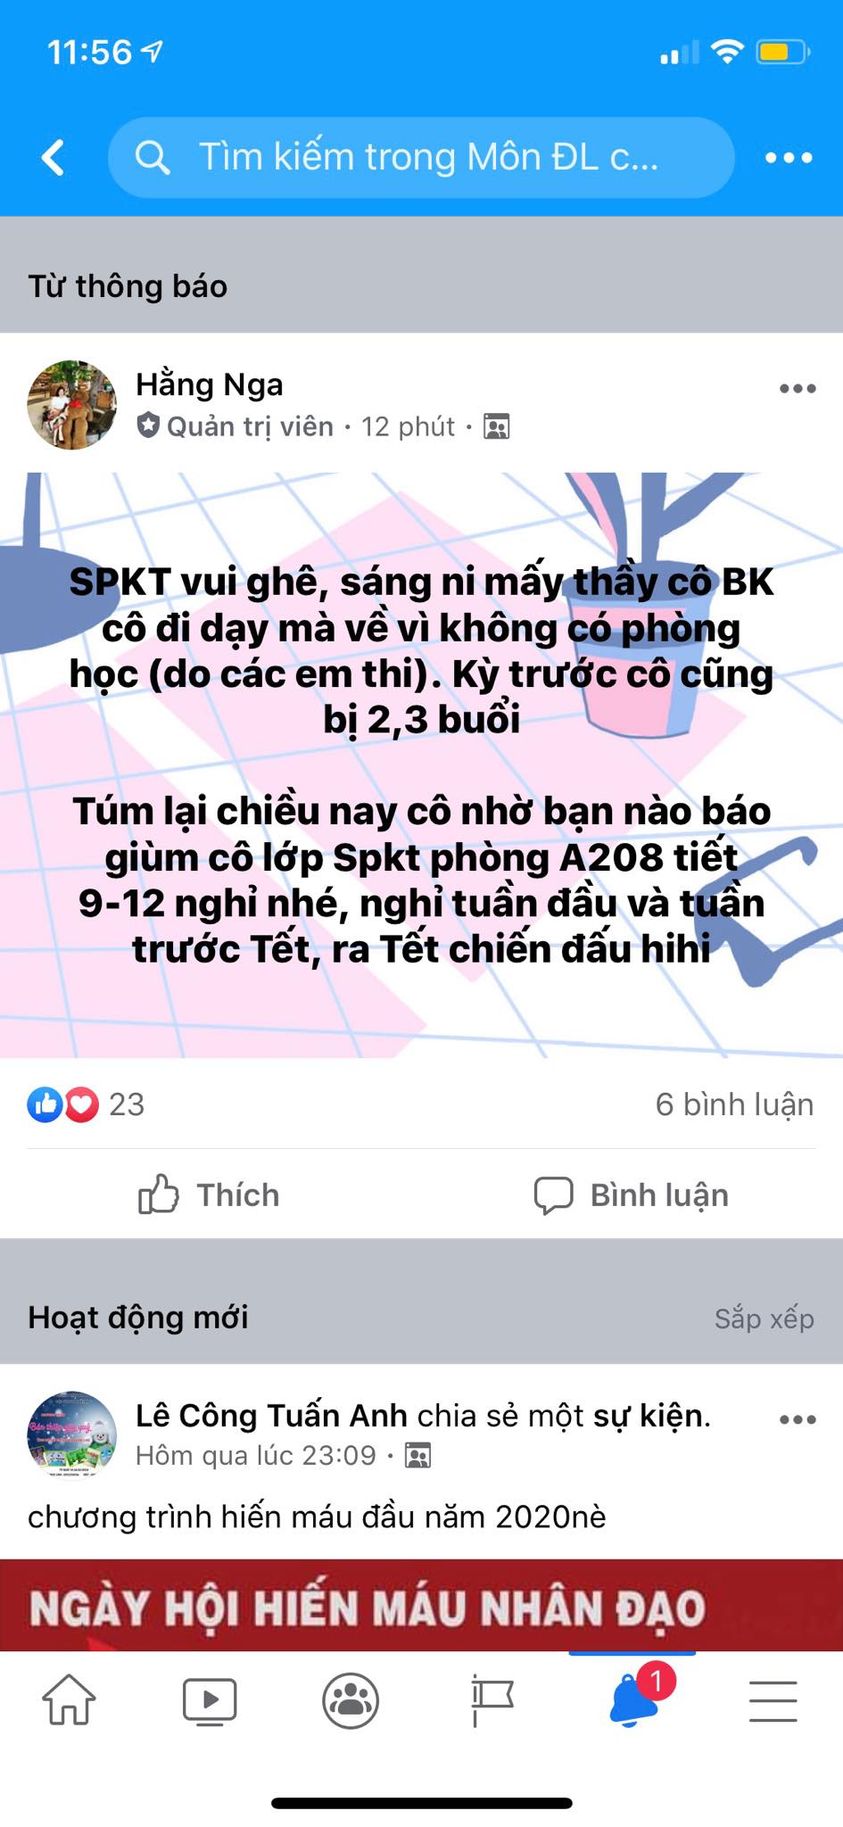 11:56
Tìm kiếm trong Môn ĐL c...
Từ thông báo
Hằng Nga
Quản trị viên · 12 phút ·
SPKT vui ghê, sáng ni mấy thầy cô BK
cô đi dạy mà về vì không có phòng
học (do các em thi). Kỳ trước cô cũng
bị 2,3 buổi
Túm lại chiều nay cô nhờ bạn nào báo
giùm cô lớp Spkt phòng A208 tiết
9-12 nghỉ nhé, nghỉ tuần đầu và tuần
trước Tết, ra Tết chiến đấu hihi
23
6 bình luận
Thích
Bình luận
Hoạt động mới
Sắp xếp
Lê Công Tuấn Anh chia sẻ một sự kiện.
Hôm qua lúc 23:09 ·
chương trình hiến máu đầu năm 2020nè
NGÀY HỘI HIẾN MÁU NHÂN ĐẠO
1